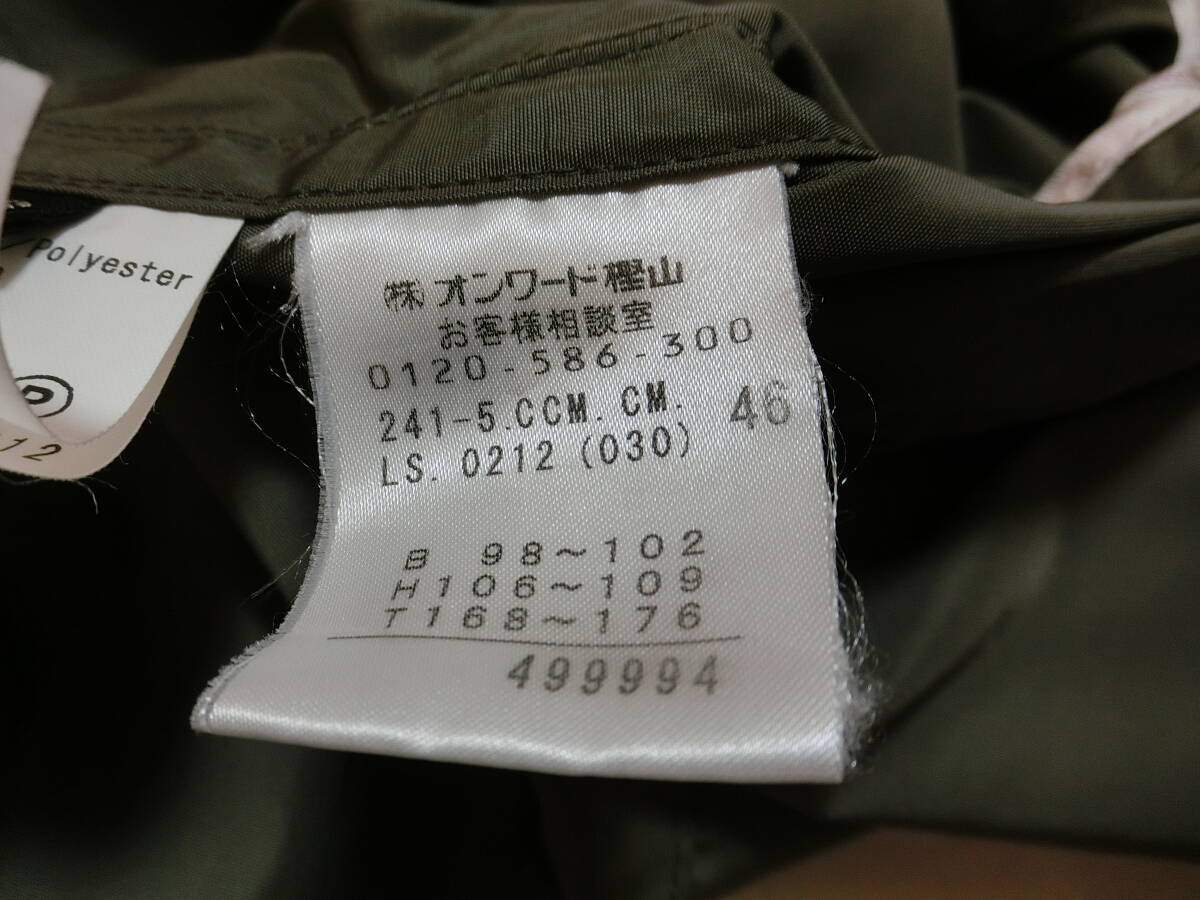 Polyester
P
12
㈱オンワード樫山
お客様相談室
0120-586-300
241-5.CCM.CM. 46
LS. 0212 (030)
B 98~102
H106~109
T168~176
499994